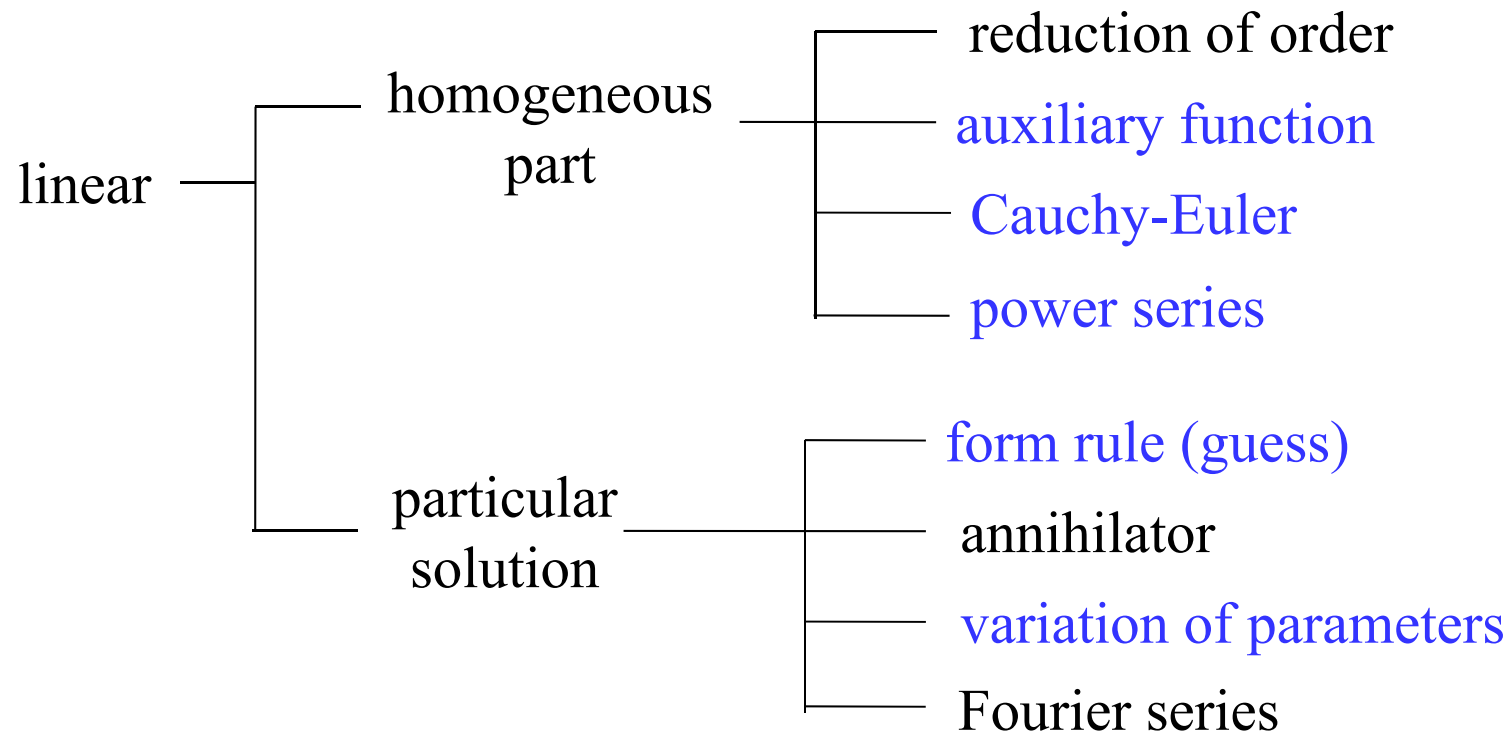 linear
homogeneous
part
reduction of order
auxiliary function
Cauchy-Euler
power series
particular
solution
form rule (guess)
annihilator
variation of parameters
Fourier series